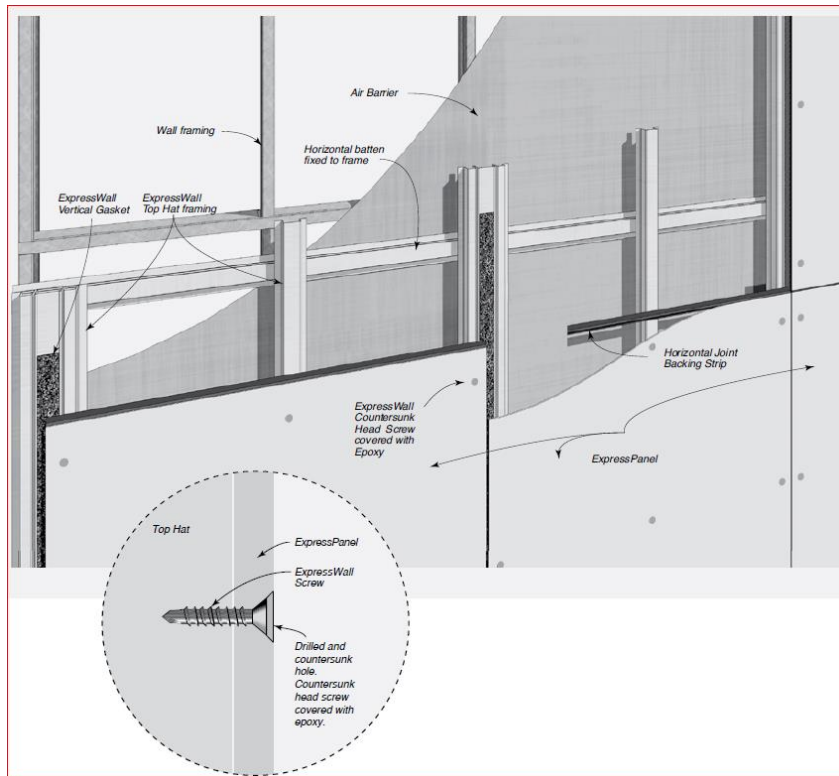 Air Barrier
Wall framing
Horizontal batten
fixed to frame
ExpressWall
Vertical Gasket
ExpressWall
Top Hat framing
Horizontal Joint
Backing Strip
ExpressWall
Countersunk
Head Screw
covered with
Epoxy
ExpressPanel
Top Hat
ExpressPanel
ExpressWall
Screw
Drilled and
countersunk
hole.
Countersunk
head screw
covered with
epoxy.